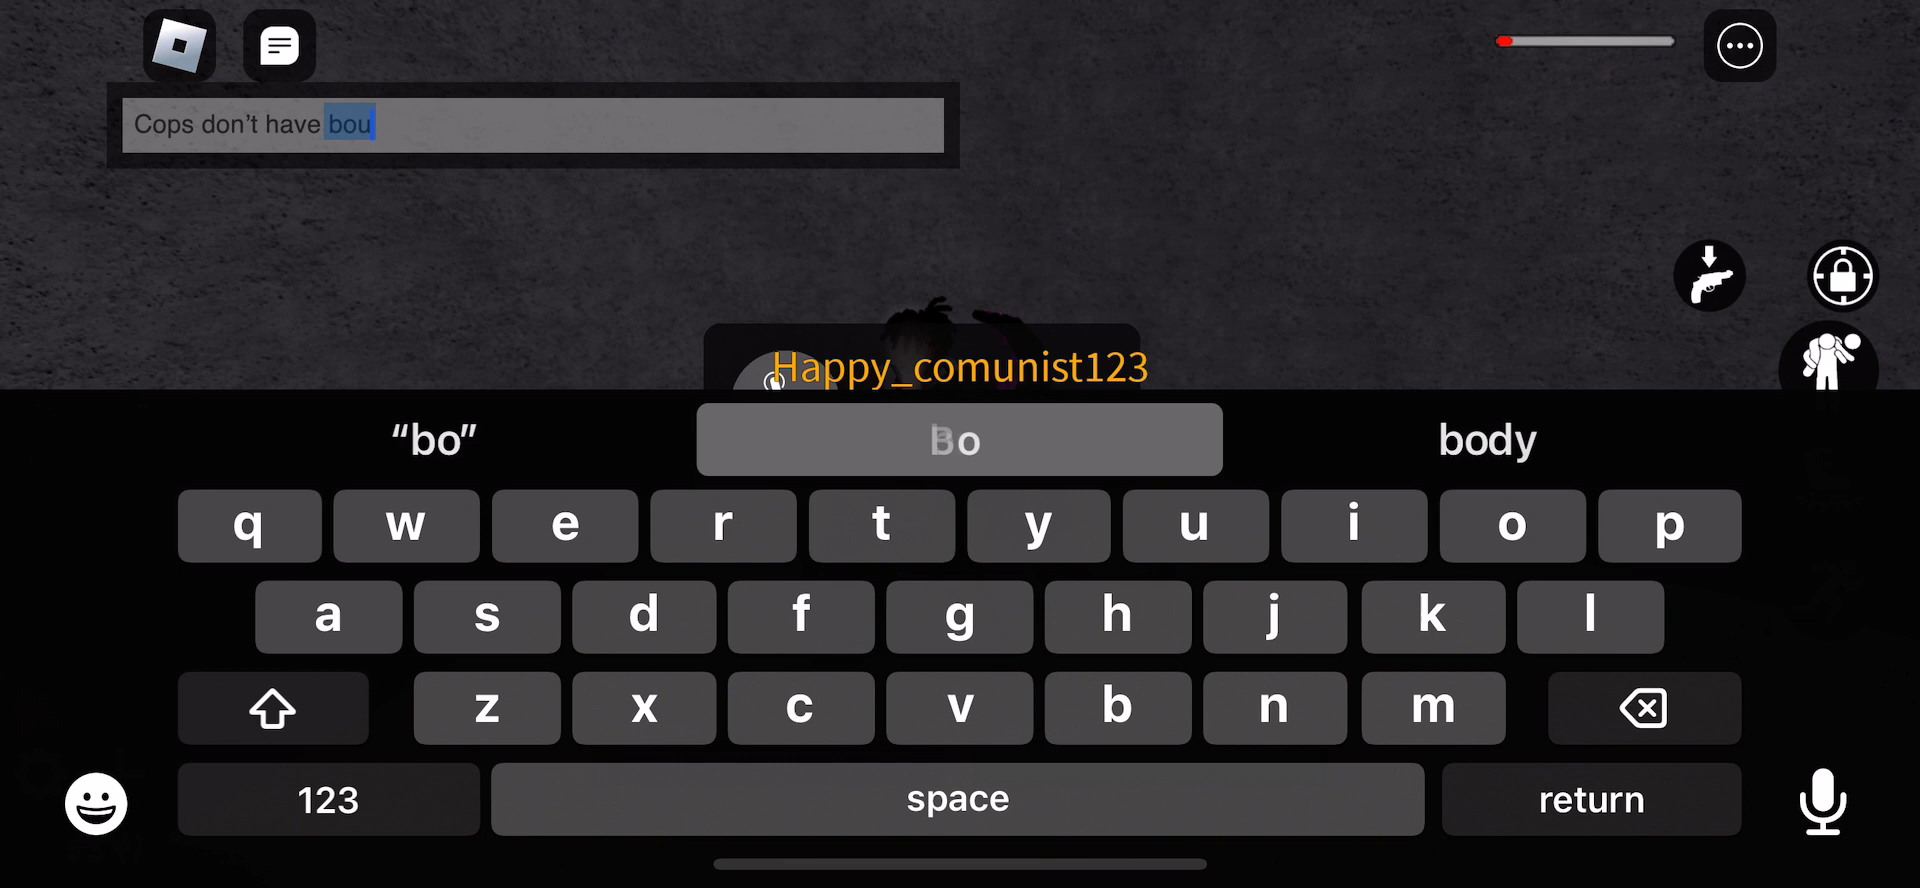 Cops don't have bou
Happy_comunist123
“bo”
Bo
body
q w e r t y u i o p
a s d f g h j k l
z x c v b n m
123
space
return